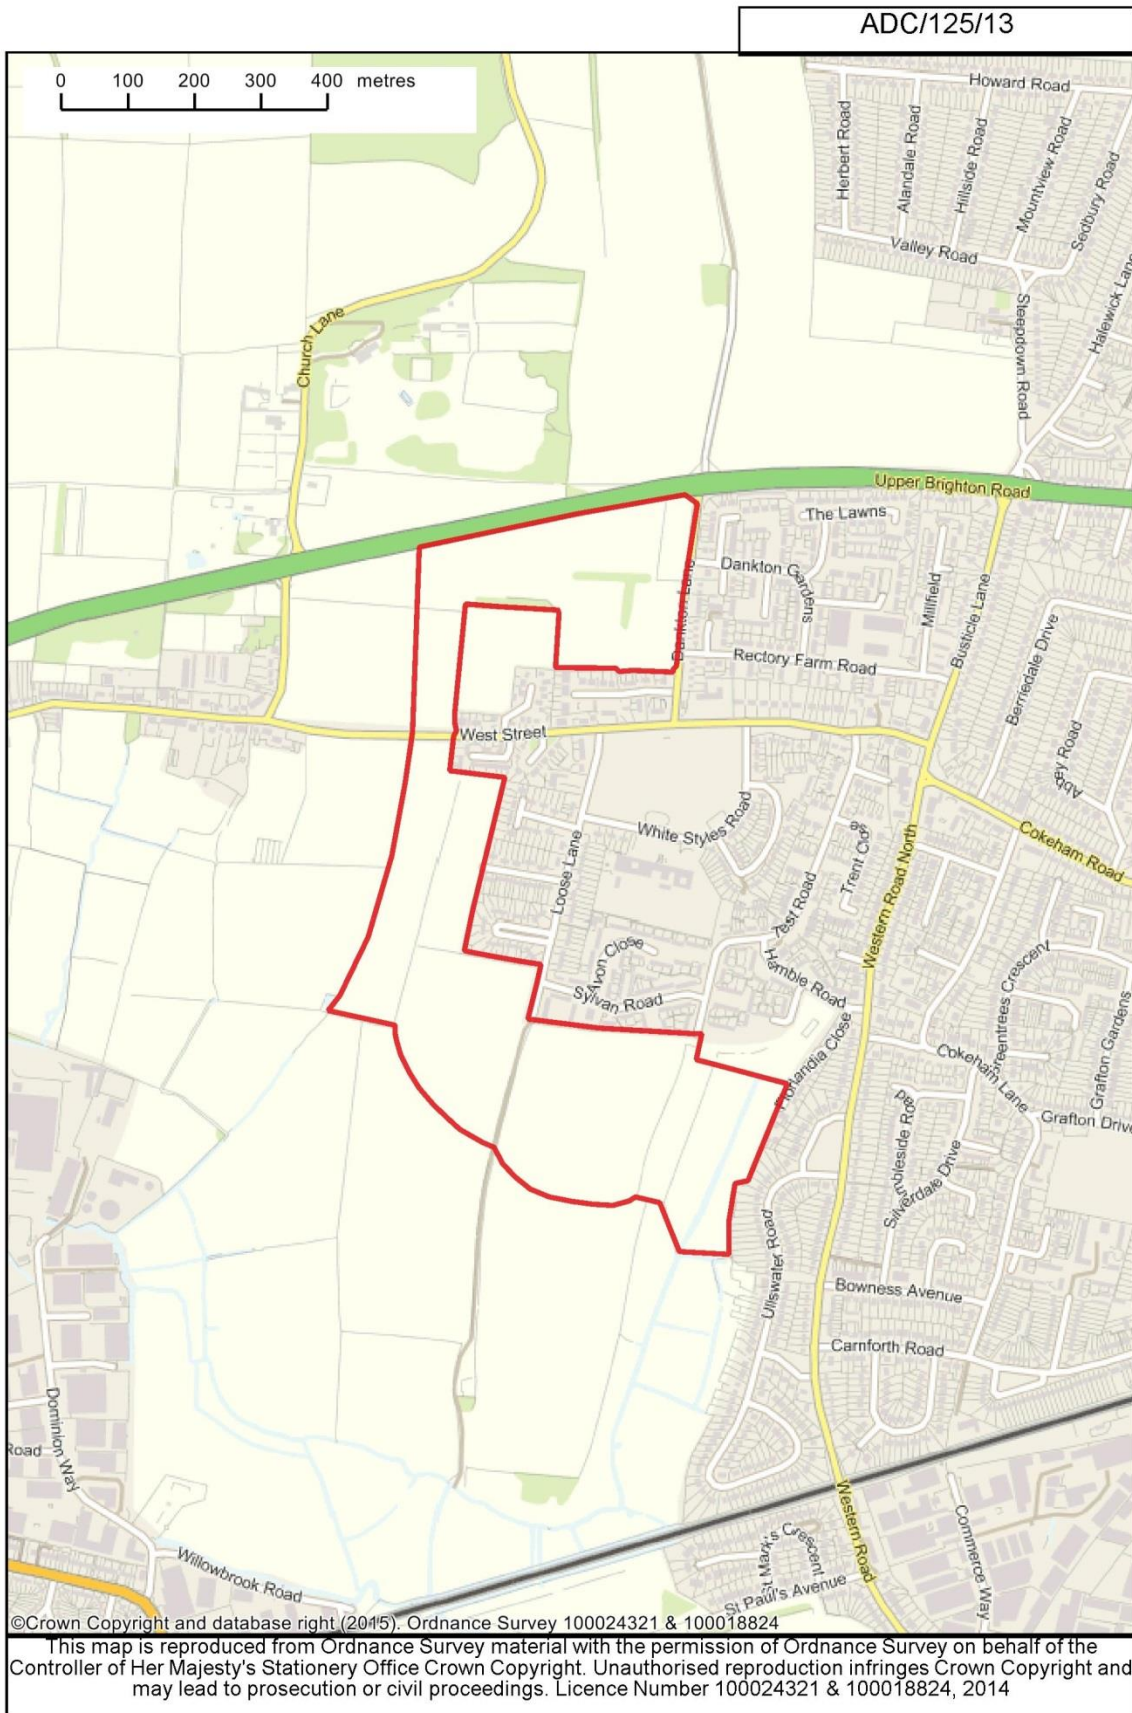 ADC/125/13
0 100 200 300 400 metres
Howard Road
Herbert Road
Alandale Road
Hillside Road
Mountview Road
Sedbury Road
Valley Road
Halewick Lane
Steepdown Road
Church Lane
Upper Brighton Road
The Lawns
Dankton Gardens
Dankton Lane
Millfield
Busticle Lane
Rectory Farm Road
Berriedale Drive
West Street
Abbey Road
White Styles Road
Cokeham Road
Trent Close
Loose Lane
Western Road North
Test Road
Avon Close
Hamble Road
Greentrees Crescent
Sylvan Road
Grafton Gardens
Cokeham Lane
Grafton Drive
Silverdale Drive
Ullswater Road
Bowness Avenue
Carnforth Road
Dominion Way
Road
Western Road
Commerce Way
St Mark's Crescent
St Paul's Avenue
Willowbrook Road
©Crown Copyright and database right (2015). Ordnance Survey 100024321 & 100018824
This map is reproduced from Ordnance Survey material with the permission of Ordnance Survey on behalf of the
Controller of Her Majesty's Stationery Office Crown Copyright. Unauthorised reproduction infringes Crown Copyright and
may lead to prosecution or civil proceedings. Licence Number 100024321 & 100018824, 2014